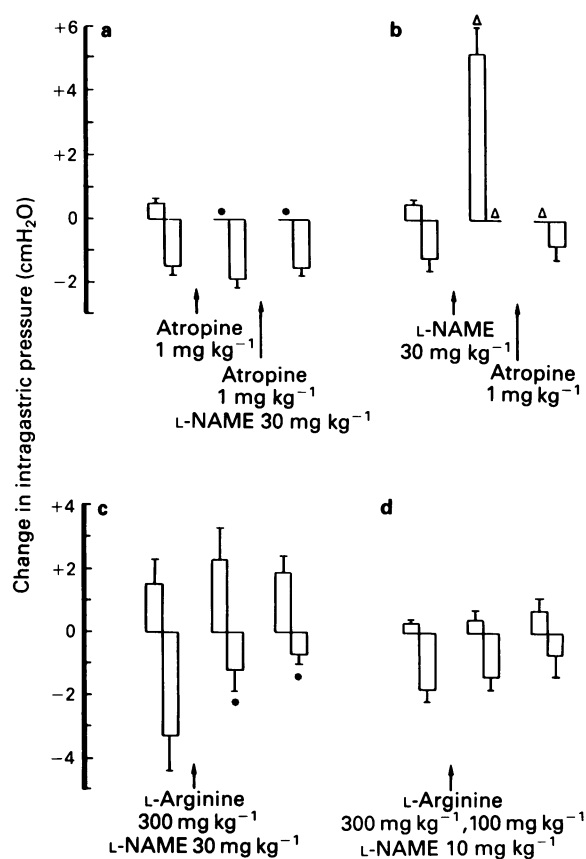 a
b
+6
+4
+2
0
−2
Atropine
1 mg kg⁻¹
Atropine
1 mg kg⁻¹
L-NAME 30 mg kg⁻¹
L-NAME
30 mg kg⁻¹
Atropine
1 mg kg⁻¹
Change in intragastric pressure (cmH₂O)
c
d
+4
+2
0
−2
−4
L-Arginine
300 mg kg⁻¹
L-NAME 30 mg kg⁻¹
L-Arginine
300 mg kg⁻¹, 100 mg kg⁻¹
L-NAME 10 mg kg⁻¹